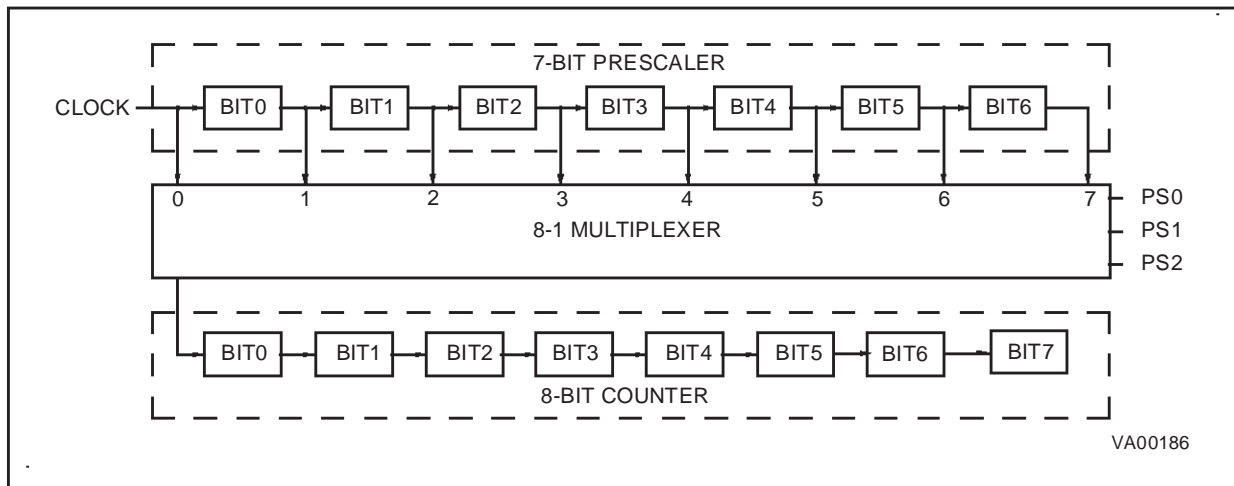 7-BIT PRESCALER
CLOCK BIT0 BIT1 BIT2 BIT3 BIT4 BIT5 BIT6
0 1 2 3 4 5 6 7 PS0
8-1 MULTIPLEXER PS1
PS2
BIT0 BIT1 BIT2 BIT3 BIT4 BIT5 BIT6 BIT7
8-BIT COUNTER
VA00186